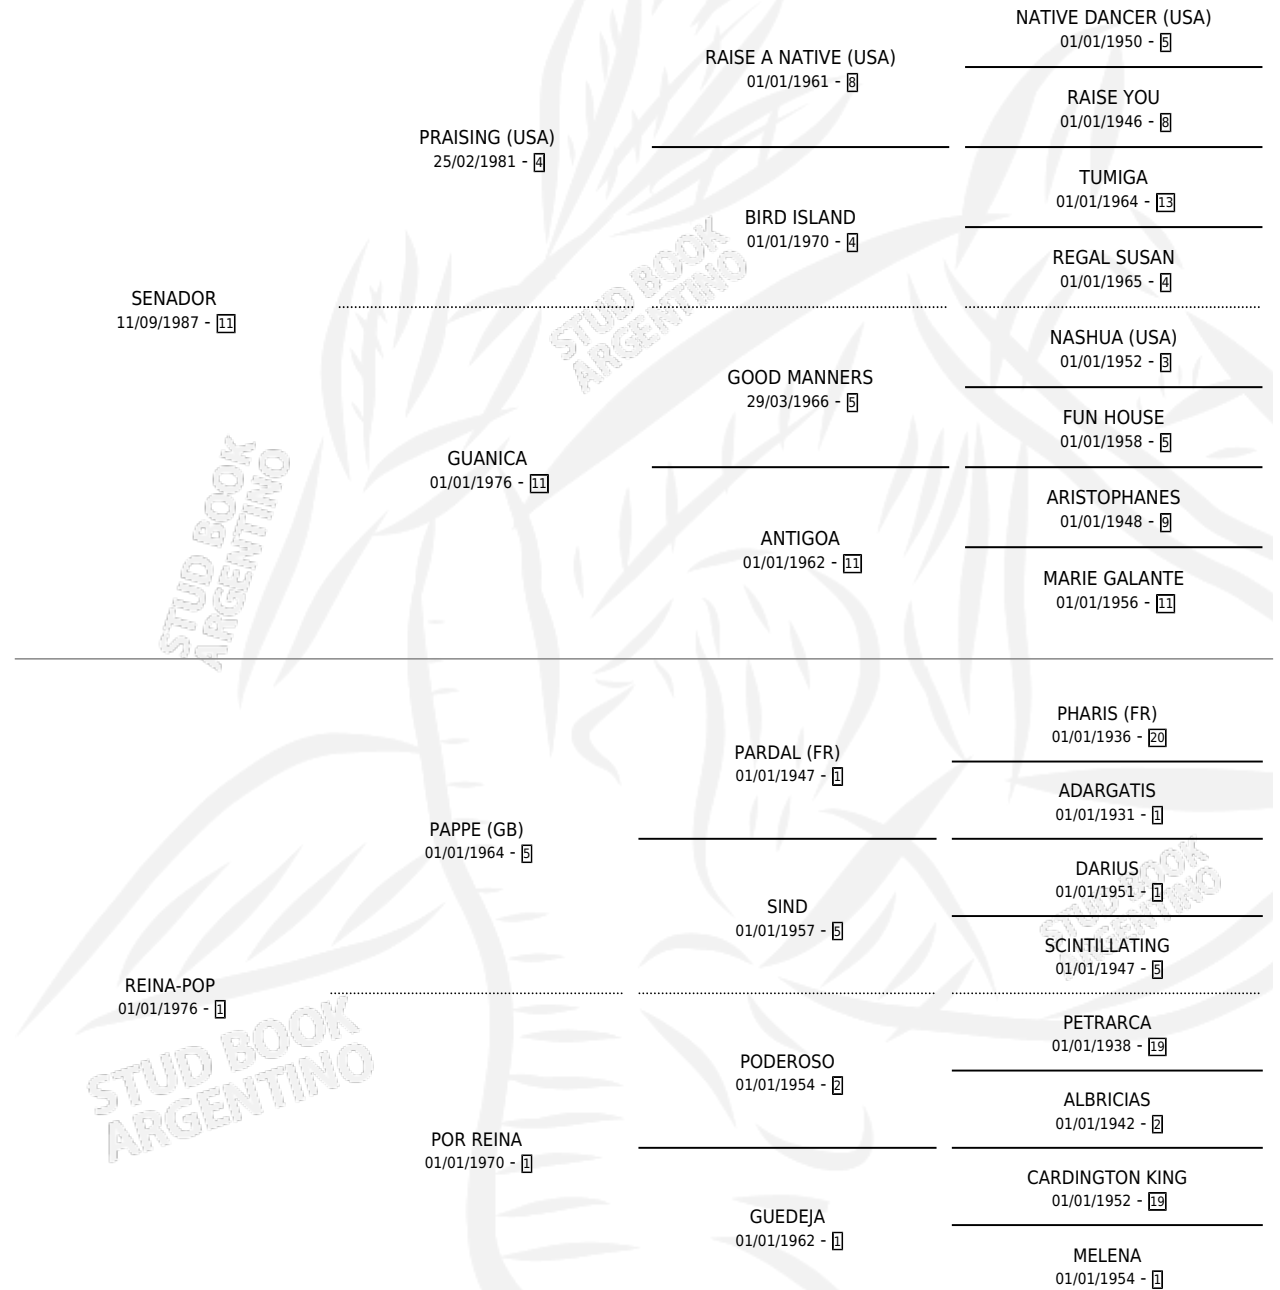 NATIVE DANCER (USA)
01/01/1950 - 5
RAISE A NATIVE (USA)
01/01/1961 - 8
RAISE YOU
01/01/1946 - 8
PRAISING (USA)
25/02/1981 - 4
TUMIGA
01/01/1964 - 13
BIRD ISLAND
01/01/1970 - 4
REGAL SUSAN
01/01/1965 - 4
SENADOR
11/09/1987 - 11
NASHUA (USA)
01/01/1952 - 3
GOOD MANNERS
29/03/1966 - 5
FUN HOUSE
01/01/1958 - 5
GUANICA
01/01/1976 - 11
ARISTOPHANES
01/01/1948 - 9
ANTIGOA
01/01/1962 - 11
MARIE GALANTE
01/01/1956 - 11
PHARIS (FR)
01/01/1936 - 20
PARDAL (FR)
01/01/1947 - 1
ADARGATIS
01/01/1931 - 1
PAPPE (GB)
01/01/1964 - 5
DARIUS
01/01/1951 - 1
SIND
01/01/1957 - 5
SCINTILLATING
01/01/1947 - 5
REINA-POP
01/01/1976 - 1
PETRARCA
01/01/1938 - 19
PODEROSO
01/01/1954 - 2
ALBRICIAS
01/01/1942 - 2
POR REINA
01/01/1970 - 1
CARDINGTON KING
01/01/1952 - 19
GUEDEJA
01/01/1962 - 1
MELENA
01/01/1954 - 1
STUD BOOK
ARGENTINO
STUD BOOK
ARGENTINO
STUD BOOK
ARGENTINO
STUD BOOK
ARGENTINO